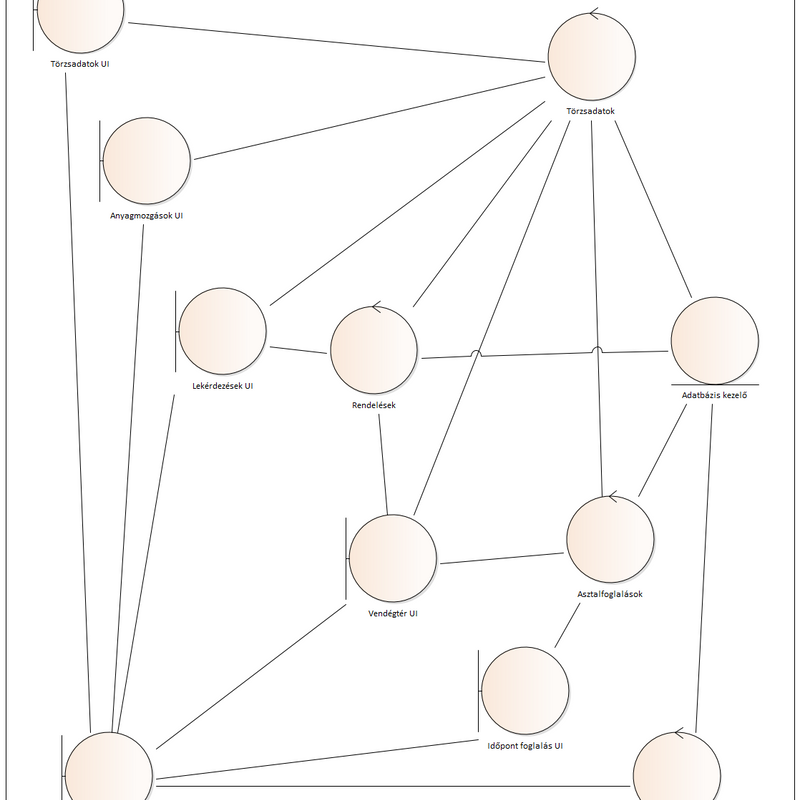 Törzsadatok UI
Törzsadatok
Anyagmozgások UI
Lekérdezések UI
Rendelések
Adatbázis kezelő
Asztalfoglalások
Vendégtér UI
Időpont foglalás UI